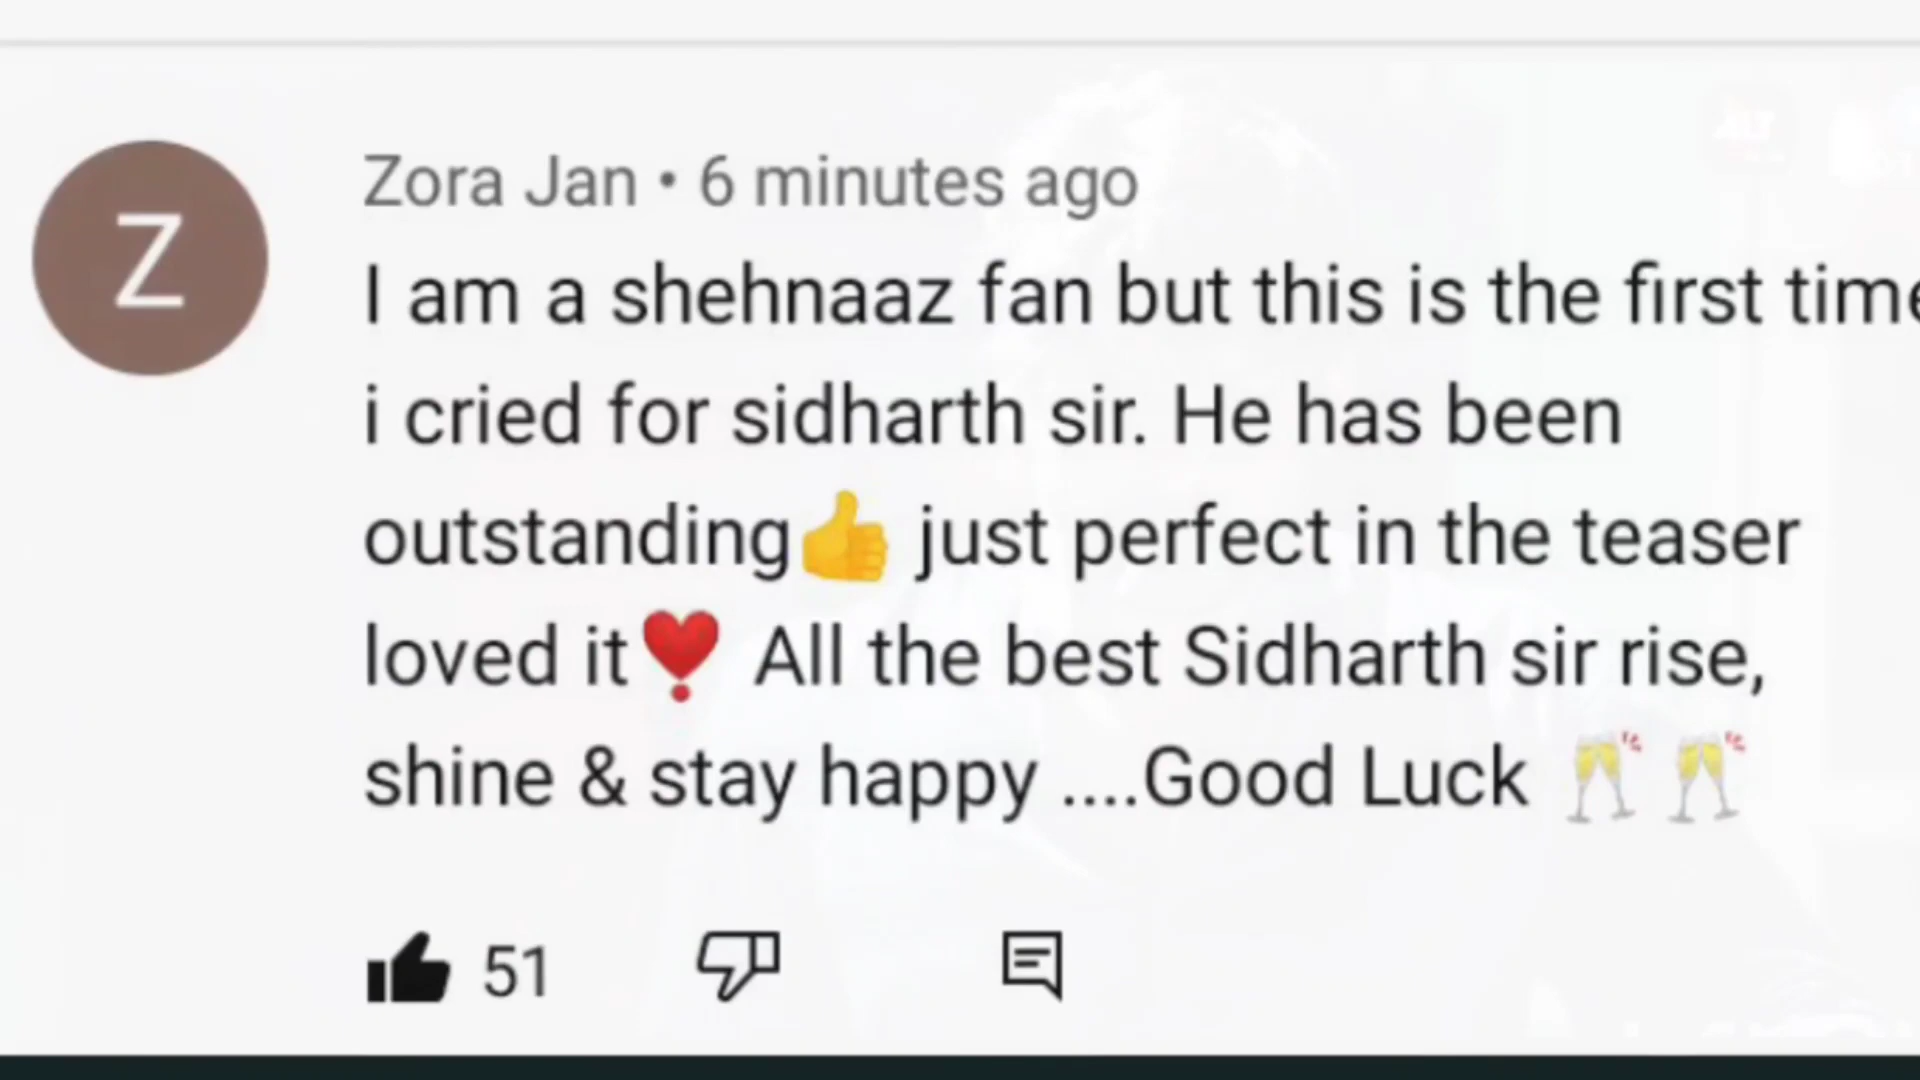 Z
Zora Jan • 6 minutes ago
I am a shehnaaz fan but this is the first time
i cried for sidharth sir. He has been
outstanding👍 just perfect in the teaser
loved it❣️ All the best Sidharth sir rise,
shine & stay happy ....Good Luck 🥂 🥂
51